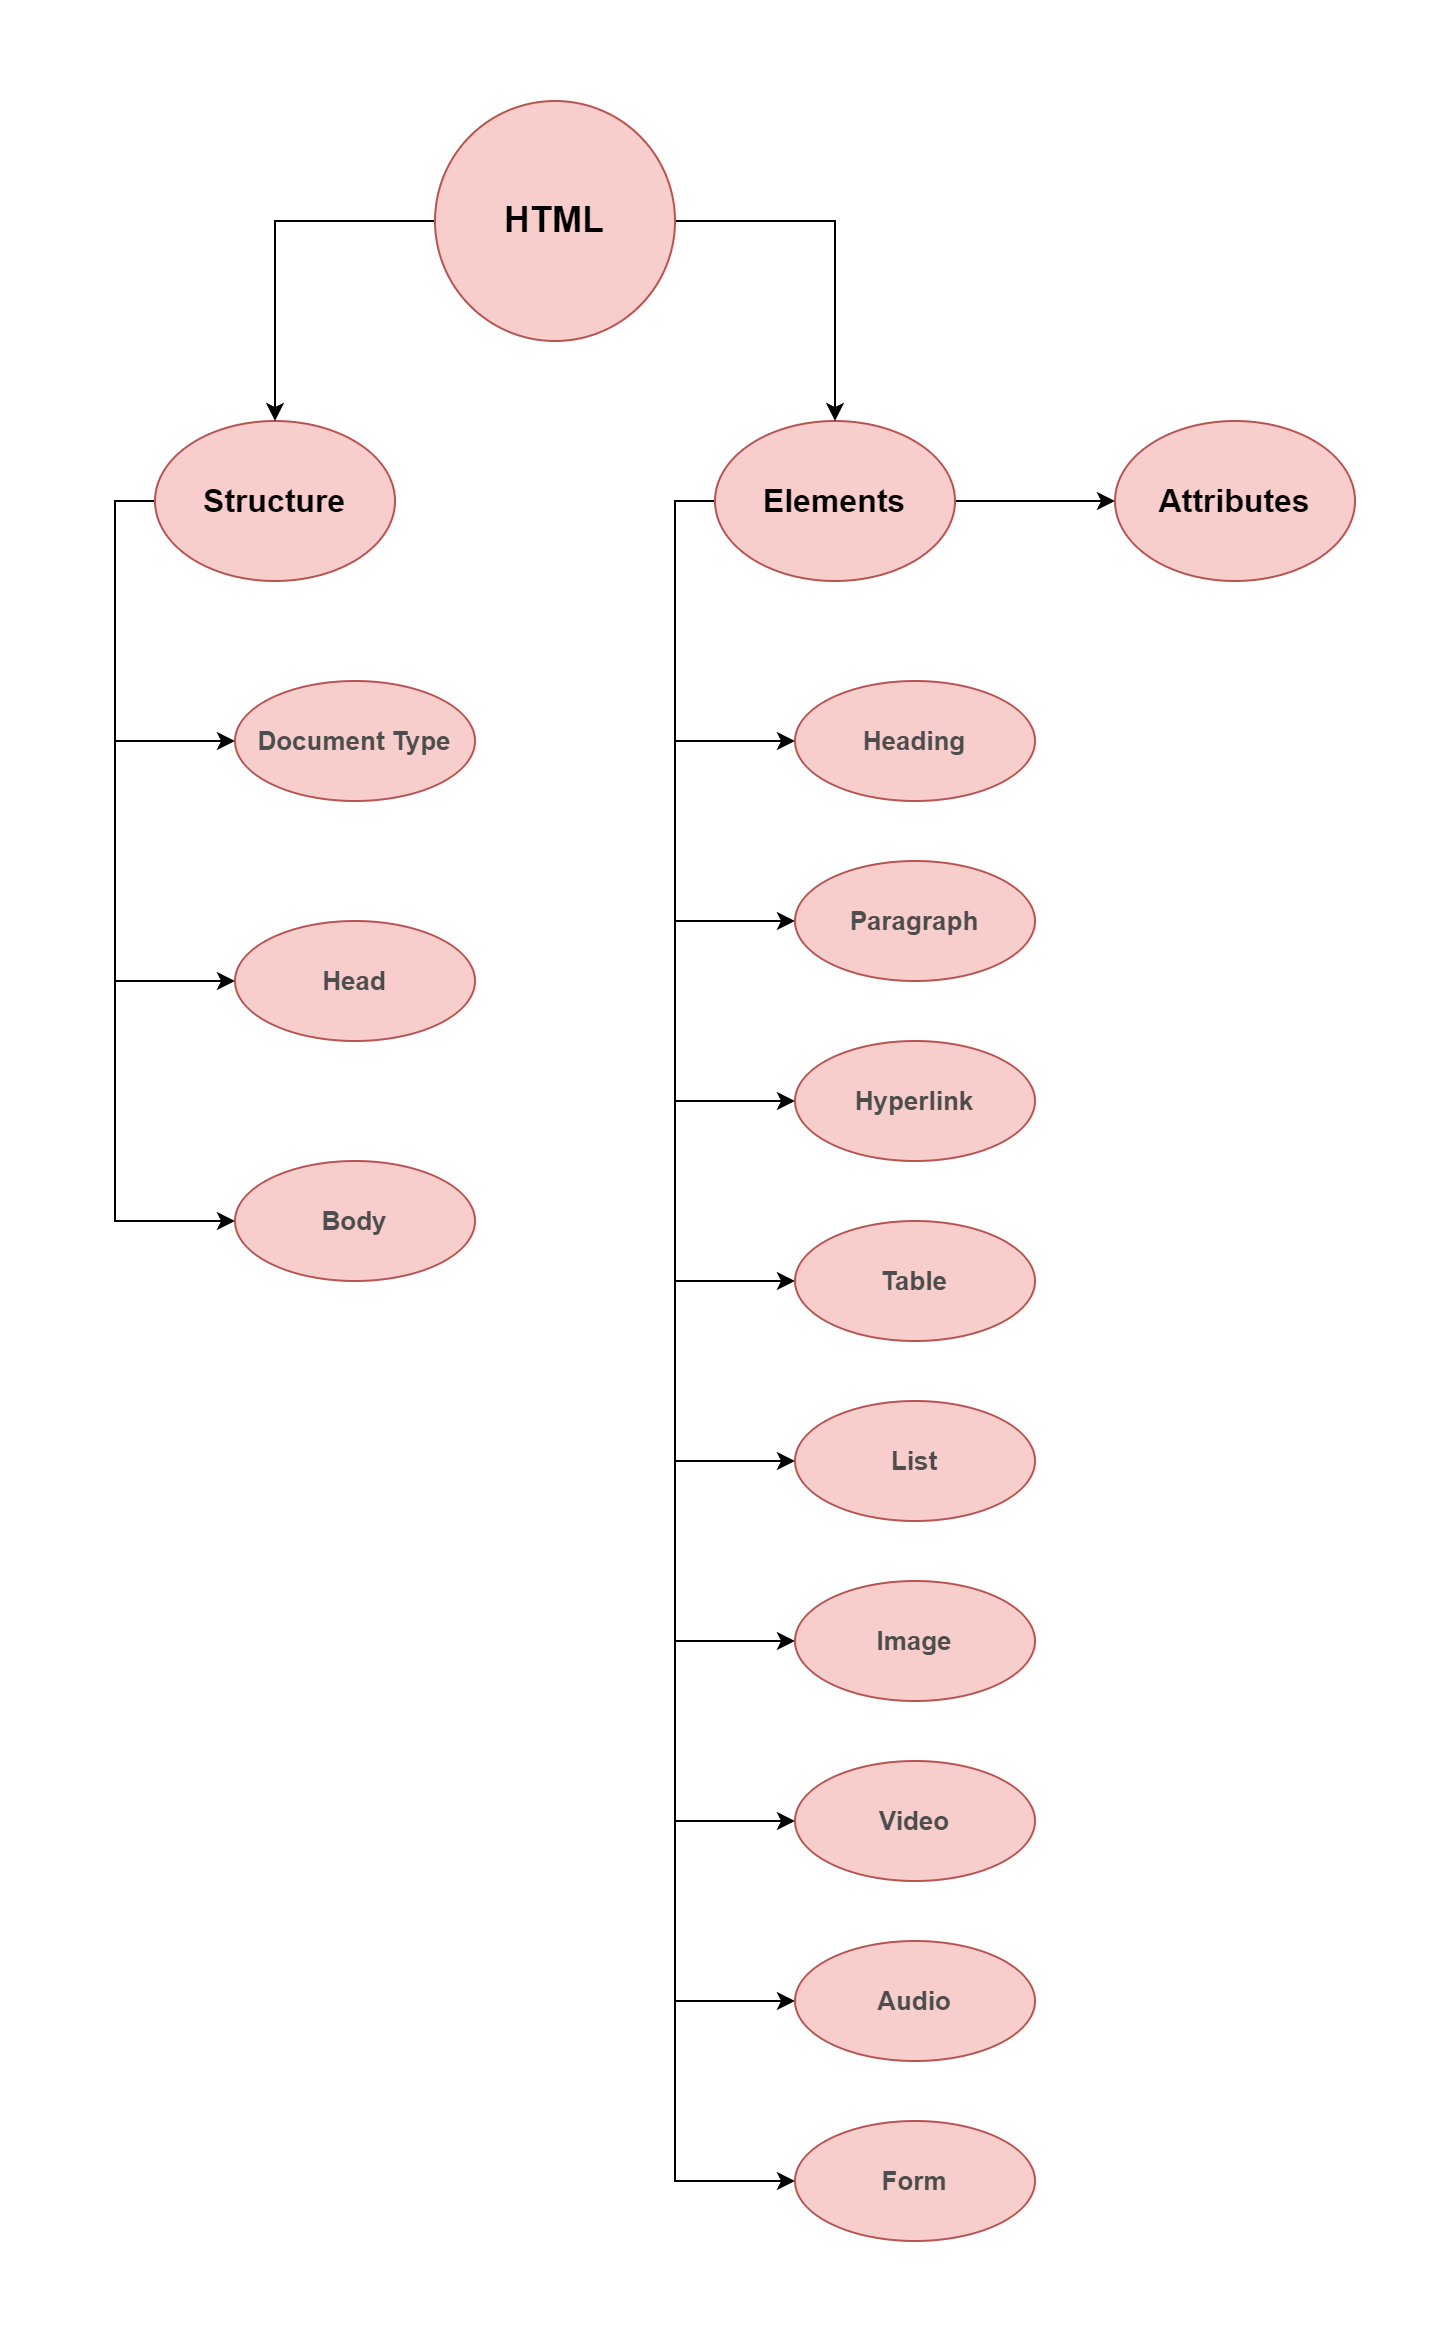 HTML
Structure
Elements
Attributes
Document Type
Head
Body
Heading
Paragraph
Hyperlink
Table
List
Image
Video
Audio
Form